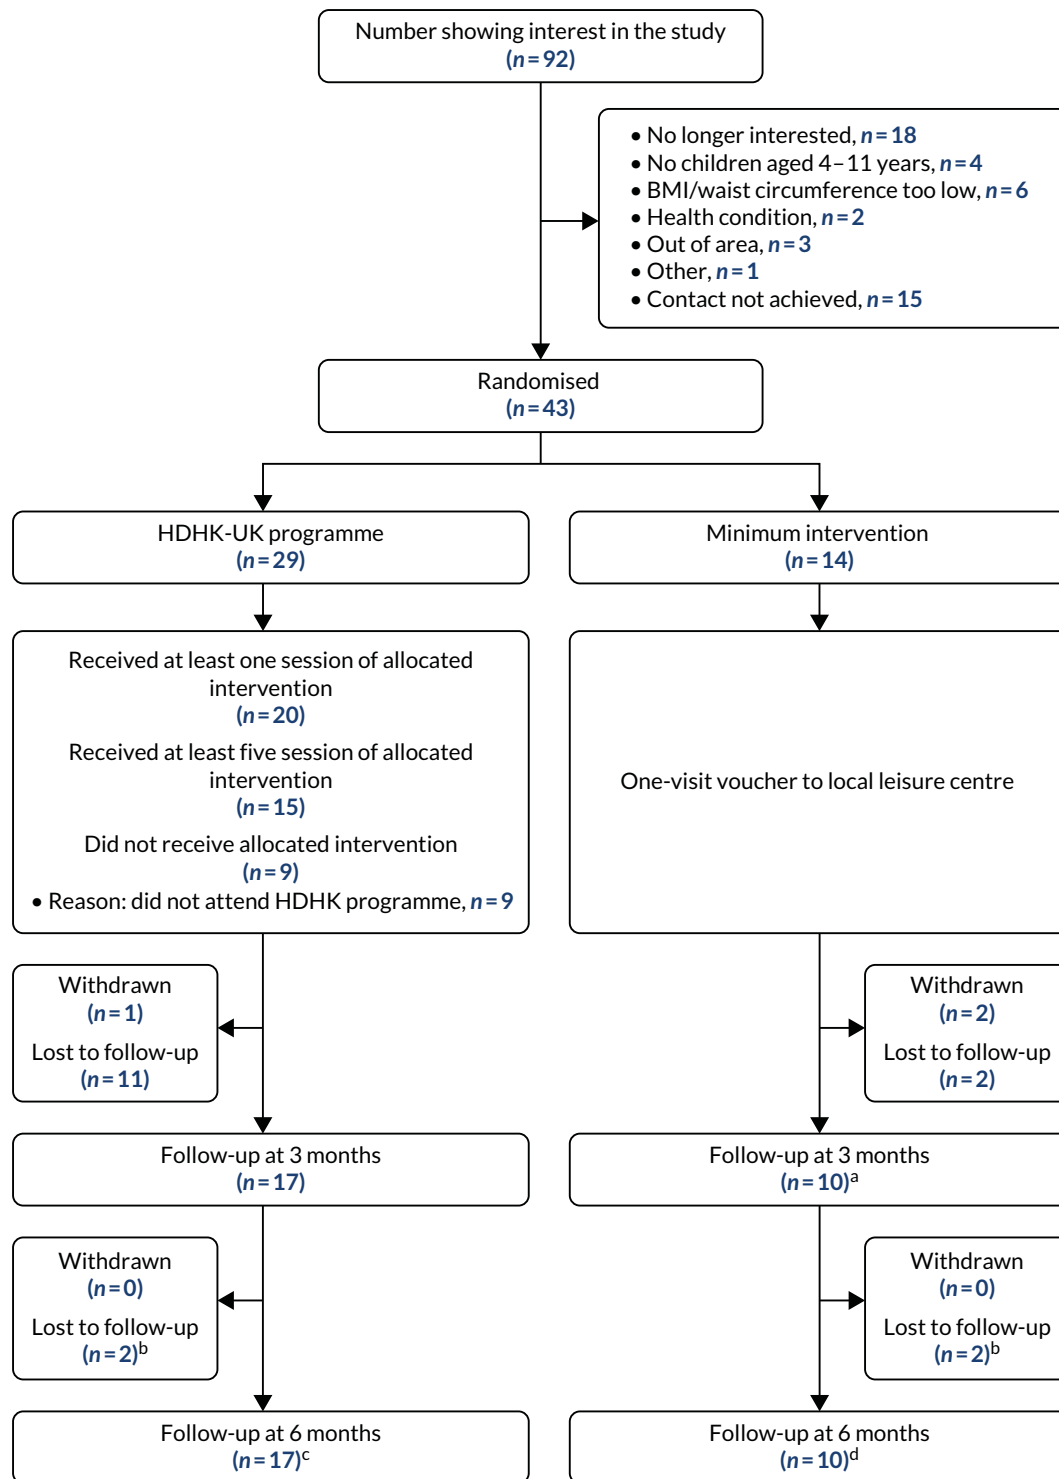 Number showing interest in the study
(n=92)
• No longer interested, n=18
• No children aged 4–11 years, n=4
• BMI/waist circumference too low, n=6
• Health condition, n=2
• Out of area, n=3
• Other, n=1
• Contact not achieved, n=15
Randomised
(n=43)
HDHK-UK programme
(n=29)
Minimum intervention
(n=14)
Received at least one session of allocated
intervention
(n=20)
Received at least five session of allocated
intervention
(n=15)
Did not receive allocated intervention
(n=9)
• Reason: did not attend HDHK programme, n=9
One-visit voucher to local leisure centre
Withdrawn
(n=1)
Lost to follow-up
(n=11)
Withdrawn
(n=2)
Lost to follow-up
(n=2)
Follow-up at 3 months
(n=17)
Follow-up at 3 months
(n=10)a
Withdrawn
(n=0)
Lost to follow-up
(n=2)b
Withdrawn
(n=0)
Lost to follow-up
(n=2)b
Follow-up at 6 months
(n=17)c
Follow-up at 6 months
(n=10)d